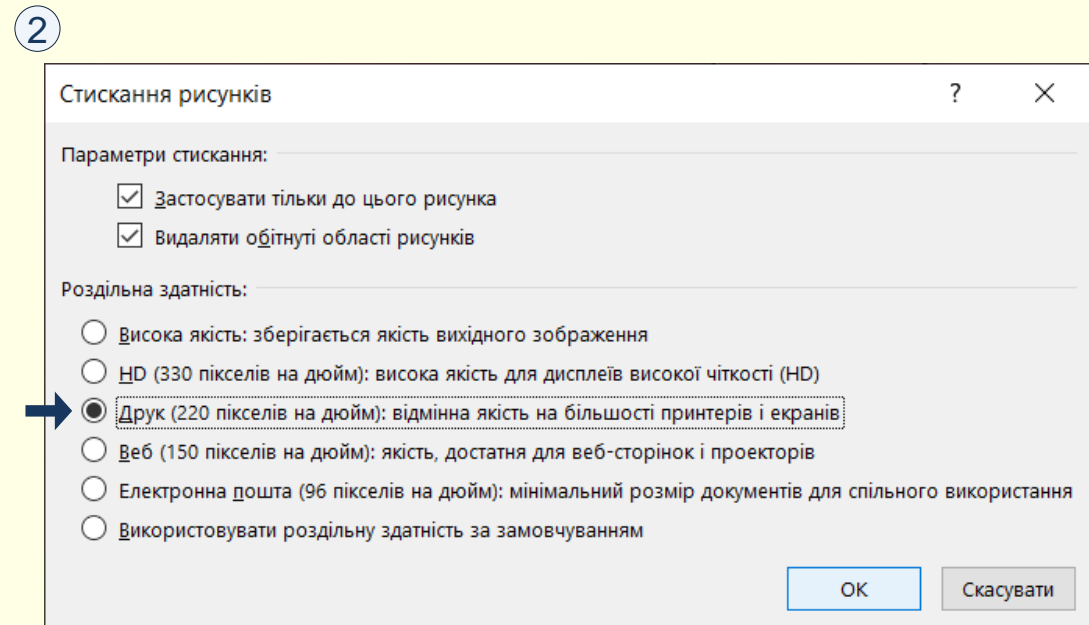 2
Стискання рисунків
?
Параметри стискання:
Застосувати тільки до цього рисунка
Видаляти обітнуті області рисунків
Роздільна здатність:
Висока якість: зберігається якість вихідного зображення
HD (330 пікселів на дюйм): висока якість для дисплеїв високої чіткості (HD)
Друк (220 пікселів на дюйм): відмінна якість на більшості принтерів і екранів
Веб (150 пікселів на дюйм): якість, достатня для веб-сторінок і проекторів
Електронна пошта (96 пікселів на дюйм): мінімальний розмір документів для спільного використання
Використовувати роздільну здатність за замовчуванням
ОК
Скасувати